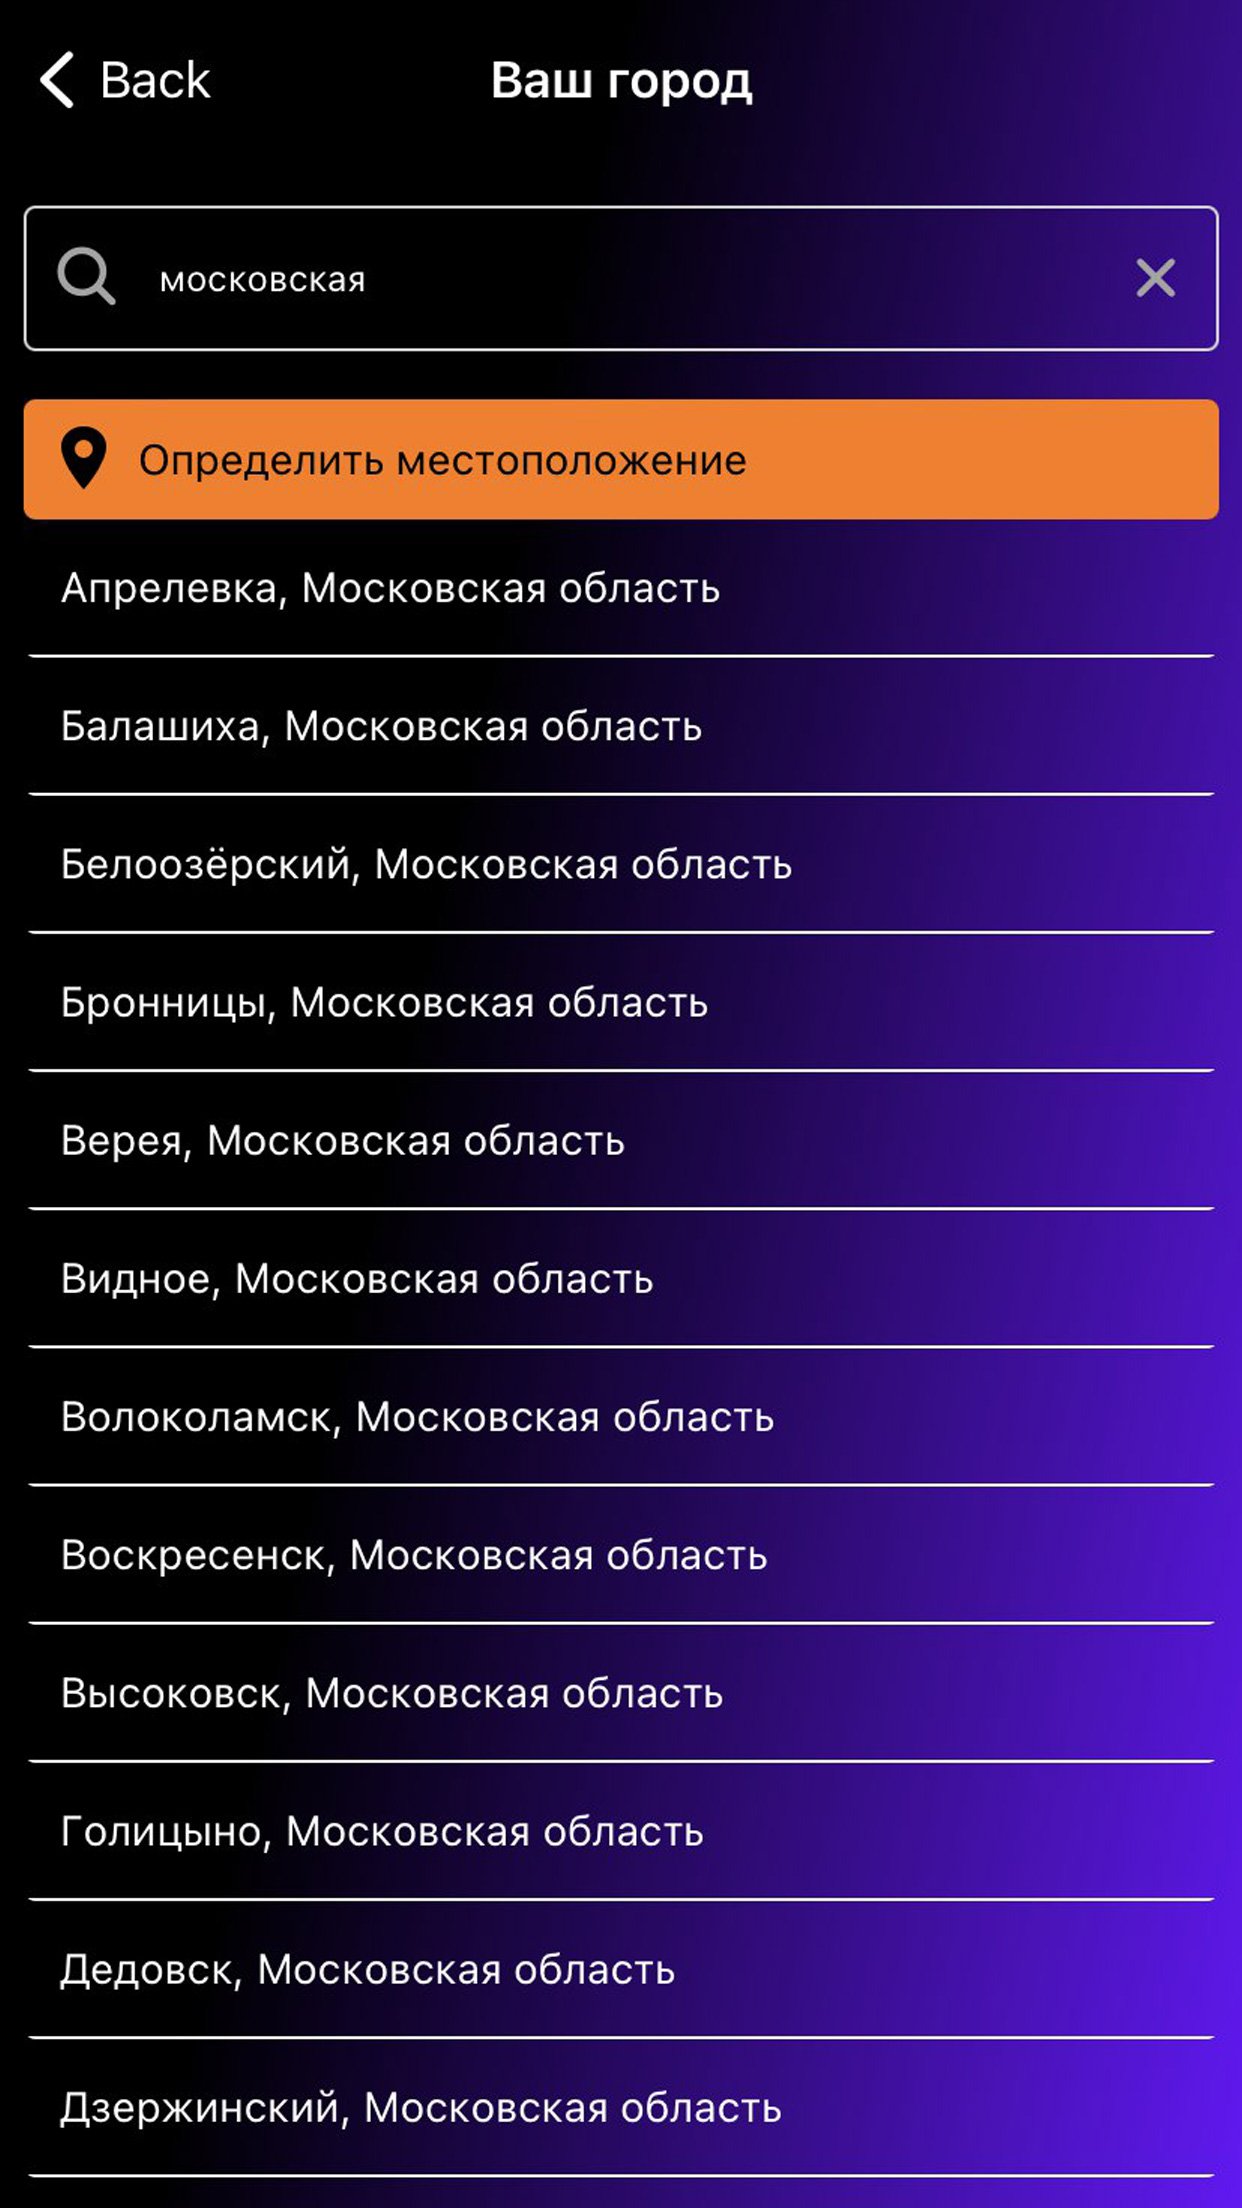 Back
Ваш город
московская
Определить местоположение
Апрелевка, Московская область
Балашиха, Московская область
Белоозёрский, Московская область
Бронницы, Московская область
Верея, Московская область
Видное, Московская область
Волоколамск, Московская область
Воскресенск, Московская область
Высоковск, Московская область
Голицыно, Московская область
Дедовск, Московская область
Дзержинский, Московская область